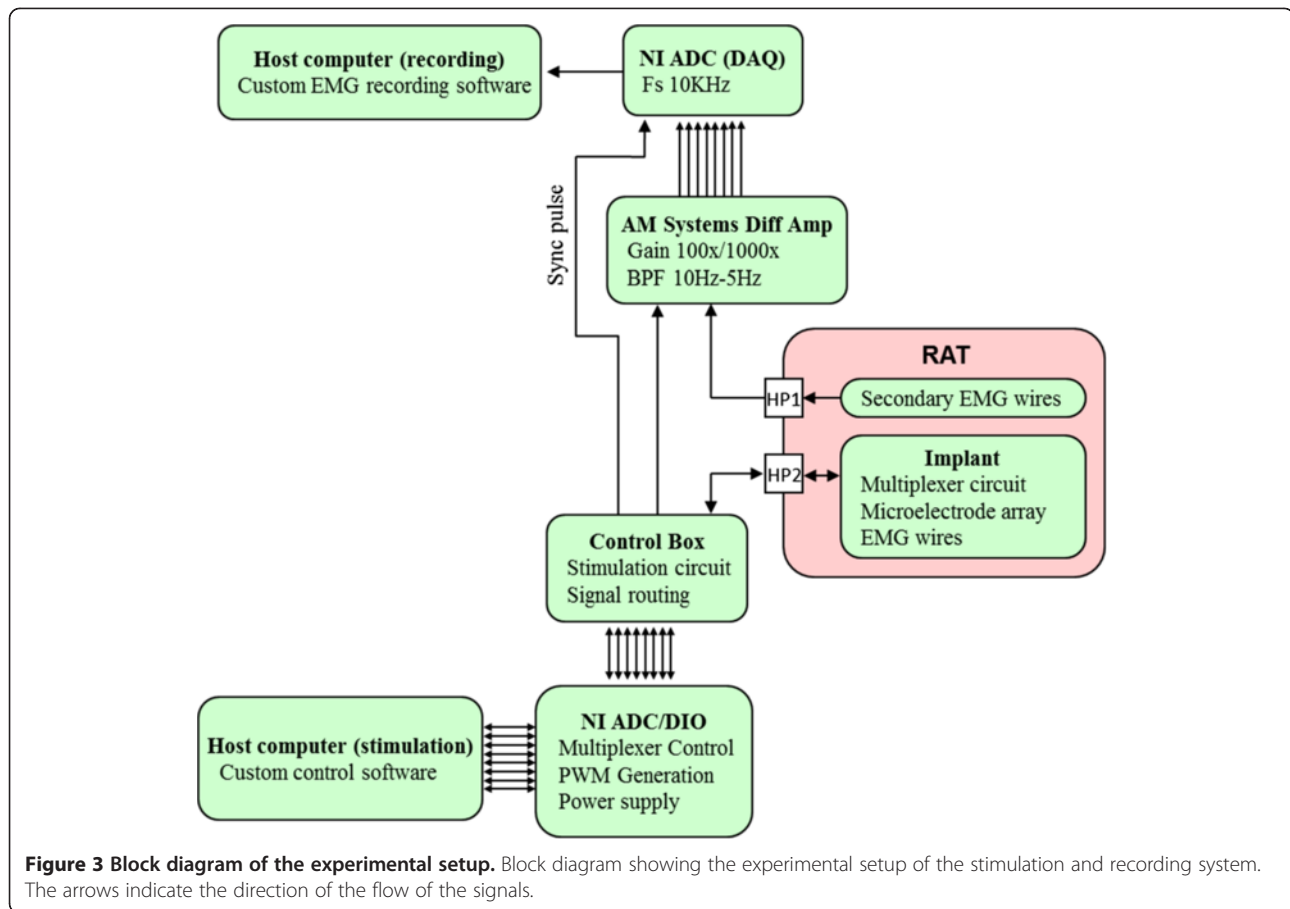 Host computer (recording)
Custom EMG recording software
NI ADC (DAQ)
Fs 10KHz
Sync pulse
AM Systems Diff Amp
Gain 100x/1000x
BPF 10Hz-5Hz
RAT
HP1
Secondary EMG wires
HP2
Implant
Multiplexer circuit
Microelectrode array
EMG wires
Control Box
Stimulation circuit
Signal routing
Host computer (stimulation)
Custom control software
NI ADC/DIO
Multiplexer Control
PWM Generation
Power supply
Figure 3 Block diagram of the experimental setup. Block diagram showing the experimental setup of the stimulation and recording system.
The arrows indicate the direction of the flow of the signals.